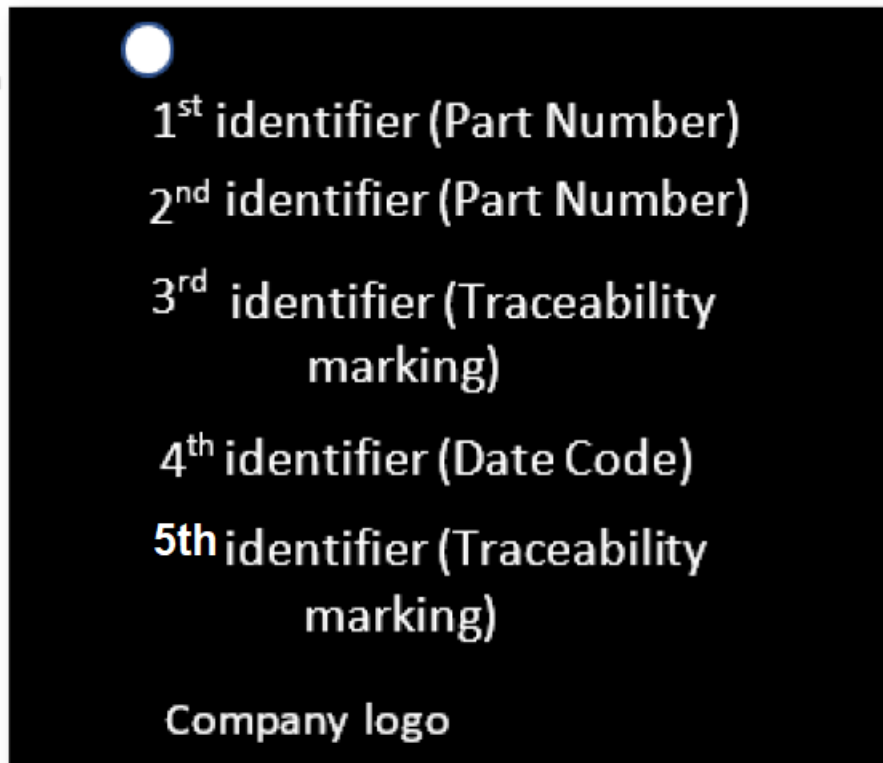 1st identifier (Part Number)
2nd identifier (Part Number)
3rd identifier (Traceability
marking)
4th identifier (Date Code)
5th identifier (Traceability
marking)
Company logo